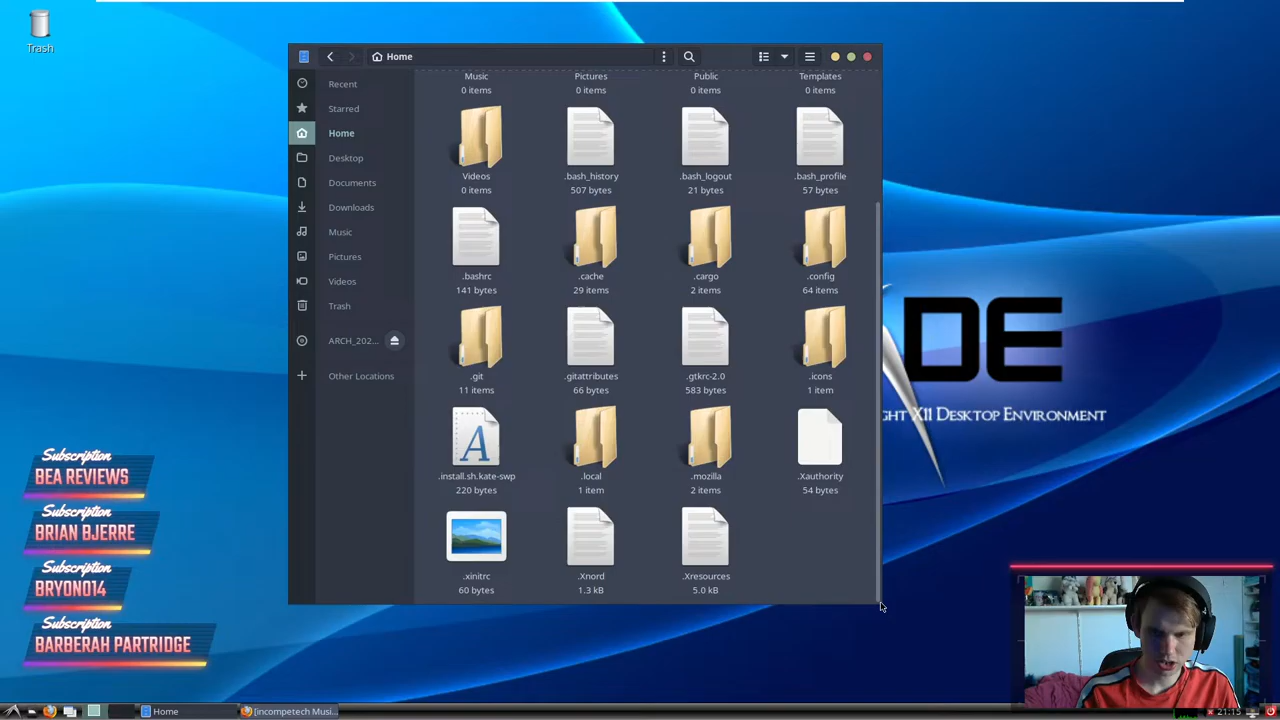 Trash
Home
Recent
Starred
Home
Desktop
Documents
Downloads
Music
Pictures
Videos
Trash
ARCH_202...
Other Locations
Music
0 items
Pictures
0 items
Public
0 items
Templates
0 items
Videos
0 items
.bash_history
507 bytes
.bash_logout
21 bytes
.bash_profile
57 bytes
.bashrc
141 bytes
.cache
29 items
.cargo
2 items
.config
64 items
.git
11 items
.gitattributes
66 bytes
.gtkrc-2.0
583 bytes
.icons
1 item
A
.install.sh.kate-swp
220 bytes
.local
1 item
.mozilla
2 items
.Xauthority
54 bytes
.xinitrc
60 bytes
.Xnord
1.3 kB
.Xresources
5.0 kB
DE
GHT X11 DESKTOP ENVIRONMENT
Subscription
BEA REVIEWS
Subscription
BRIAN BJERRE
Subscription
BRYON014
Subscription
BARBERAH PARTRIDGE
Home
[incompetech Musi...
21:15